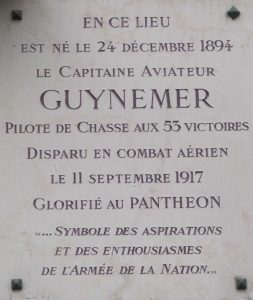 EN CE LIEU
EST NÉ LE 24 DÉCEMBRE 1894
LE CAPITAINE AVIATEUR
GUYNEMER
PILOTE DE CHASSE AUX 53 VICTOIRES
DISPARU EN COMBAT AÉRIEN
LE 11 SEPTEMBRE 1917
GLORIFIÉ AU PANTHEON
«... SYMBOLE DES ASPIRATIONS
ET DES ENTHOUSIASMES
DE L'ARMÉE DE LA NATION...»